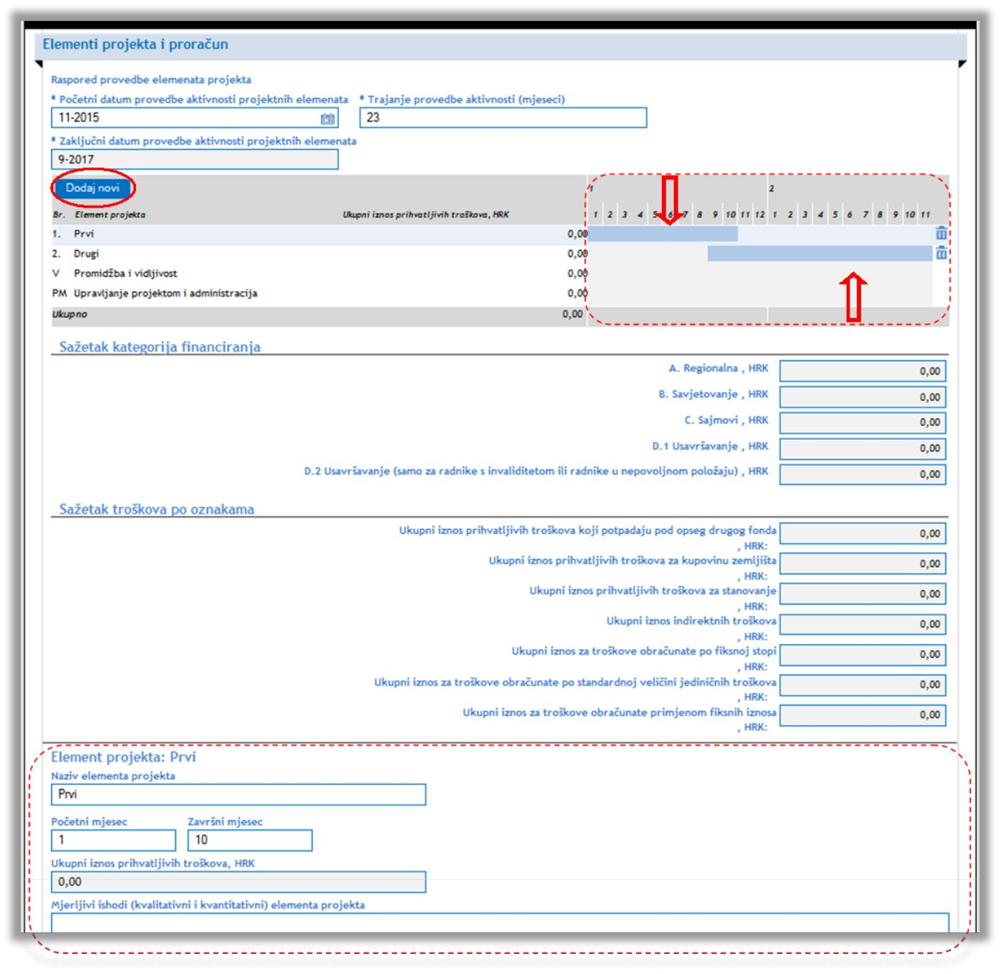 Elementi projekta i proračun
Raspored provedbe elemenata projekta
* Početni datum provedbe aktivnosti projektnih elemenata * Trajanje provedbe aktivnosti (mjeseci)
11-2015 23
* Zaključni datum provedbe aktivnosti projektnih elemenata
9-2017
Dodaj novi 1 2
Br. Element projekta Ukupni iznos prihvatljivih troškova, HRK 1 2 3 4 5 6 7 8 9 10 11 12 1 2 3 4 5 6 7 8 9 10 11
1. Prvi 0,00
2. Drugi 0,00
V Promidžba i vidljivost 0,00
PM Upravljanje projektom i administracija 0,00
Ukupno 0,00
Sažetak kategorija financiranja
A. Regionalna , HRK 0,00
B. Savjetovanje , HRK 0,00
C. Sajmovi , HRK 0,00
D.1 Usavršavanje , HRK 0,00
D.2 Usavršavanje (samo za radnike s invaliditetom ili radnike u nepovoljnom položaju) , HRK 0,00
Sažetak troškova po oznakama
Ukupni iznos prihvatljivih troškova koji potpadaju pod opseg drugog fonda 0,00
, HRK:
Ukupni iznos prihvatljivih troškova za kupovinu zemljišta 0,00
, HRK:
Ukupni iznos prihvatljivih troškova za stanovanje 0,00
, HRK:
Ukupni iznos indirektnih troškova 0,00
, HRK:
Ukupni iznos za troškove obračunate po fiksnoj stopi 0,00
, HRK:
Ukupni iznos za troškove obračunate po standardnoj veličini jediničnih troškova 0,00
, HRK:
Ukupni iznos za troškove obračunate primjenom fiksnih iznosa 0,00
, HRK:
Element projekta: Prvi
Naziv elementa projekta
Prvi
Početni mjesec Završni mjesec
1 10
Ukupni iznos prihvatljivih troškova, HRK
0,00
Mjerljivi ishodi (kvalitativni i kvantitativni) elementa projekta